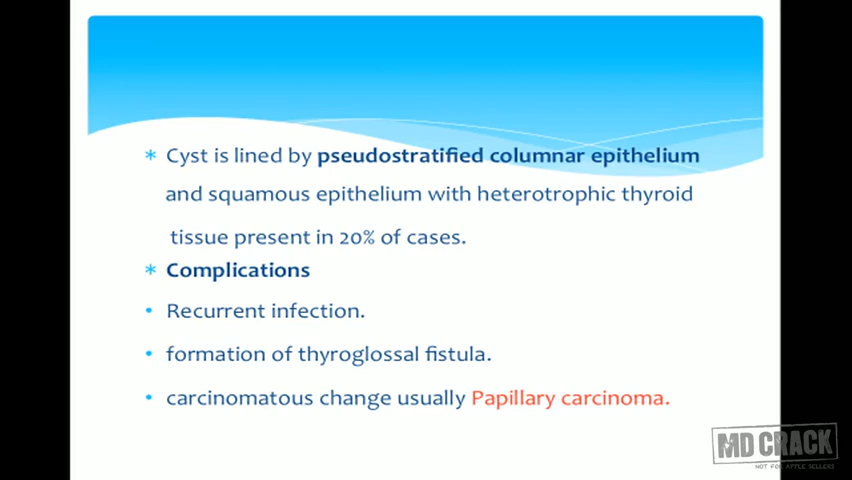 * Cyst is lined by pseudostratified columnar epithelium
and squamous epithelium with heterotrophic thyroid
tissue present in 20% of cases.
* Complications
• Recurrent infection.
• formation of thyroglossal fistula.
• carcinomatous change usually Papillary carcinoma.
MD CRACK
NOT FOR APPLE SELLERS